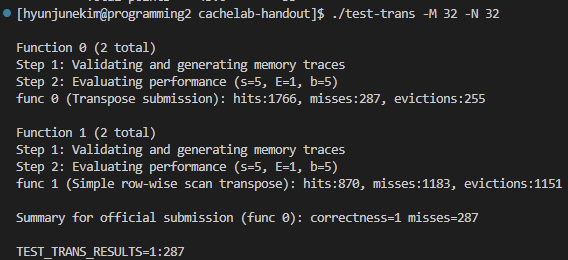 [hyunjunekim@programming2 cachelab-handout]$ ./test-trans -M 32 -N 32
Function 0 (2 total)
Step 1: Validating and generating memory traces
Step 2: Evaluating performance (s=5, E=1, b=5)
func 0 (Transpose submission): hits:1766, misses:287, evictions:255
Function 1 (2 total)
Step 1: Validating and generating memory traces
Step 2: Evaluating performance (s=5, E=1, b=5)
func 1 (Simple row-wise scan transpose): hits:870, misses:1183, evictions:1151
Summary for official submission (func 0): correctness=1 misses=287
TEST_TRANS_RESULTS=1:287